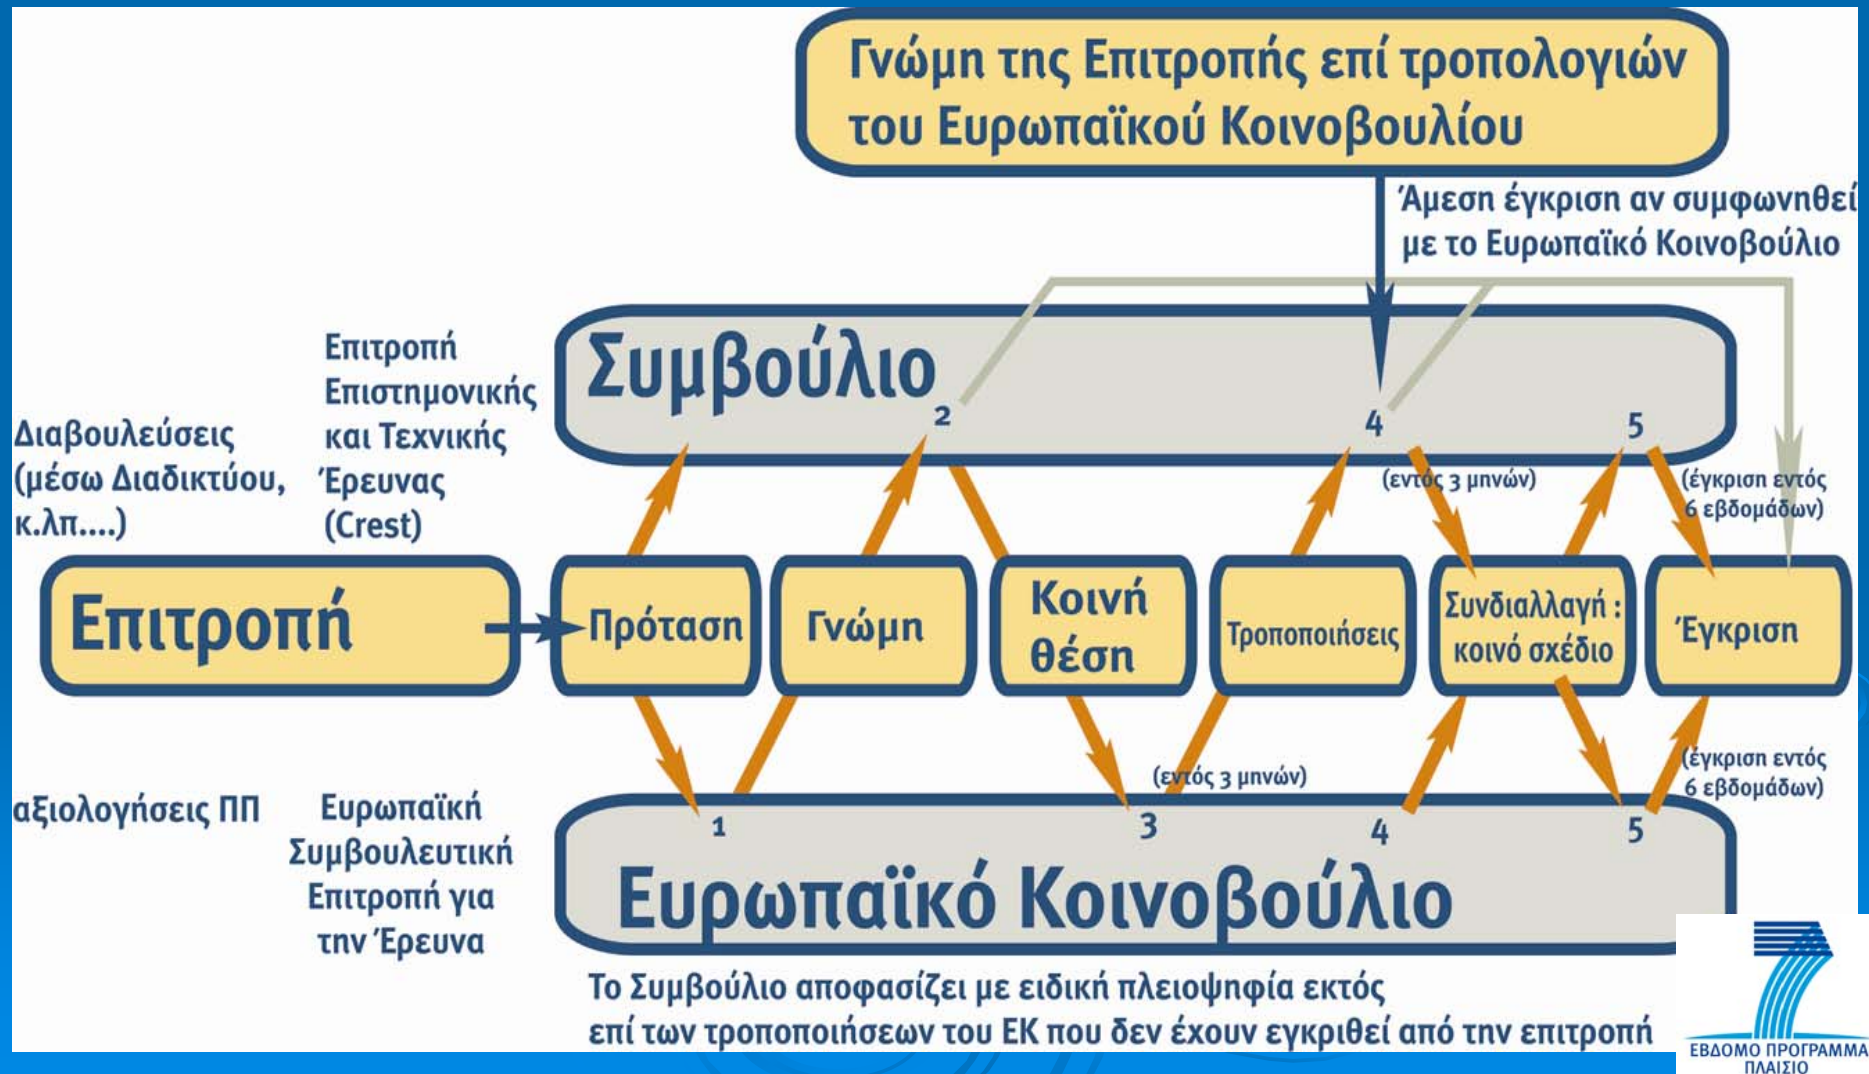 Γνώμη της Επιτροπής επί τροπολογιών
του Ευρωπαϊκού Κοινοβουλίου
Άμεση έγκριση αν συμφωνηθεί
με το Ευρωπαϊκό Κοινοβούλιο
Διαβουλεύσεις
(μέσω Διαδικτύου,
κ.λπ....)
Επιτροπή
Επιστημονικής
και Τεχνικής
Έρευνας
(Crest)
Συμβούλιο
2
4
5
(εντός 3 μηνών)
(έγκριση εντός
6 εβδομάδων)
Επιτροπή
Πρόταση
Γνώμη
Κοινή
θέση
Τροποποιήσεις
Συνδιαλλαγή :
κοινό σχέδιο
Έγκριση
(εντός 3 μηνών)
(έγκριση εντός
6 εβδομάδων)
αξιολογήσεις ΠΠ
Ευρωπαϊκή
Συμβουλευτική
Επιτροπή για
την Έρευνα
1
3
4
5
Ευρωπαϊκό Κοινοβούλιο
Το Συμβούλιο αποφασίζει με ειδική πλειοψηφία εκτός
επί των τροποποιήσεων του ΕΚ που δεν έχουν εγκριθεί από την επιτροπή
ΕΒΔΟΜΟ ΠΡΟΓΡΑΜΜΑ
ΠΛΑΙΣΙΟ